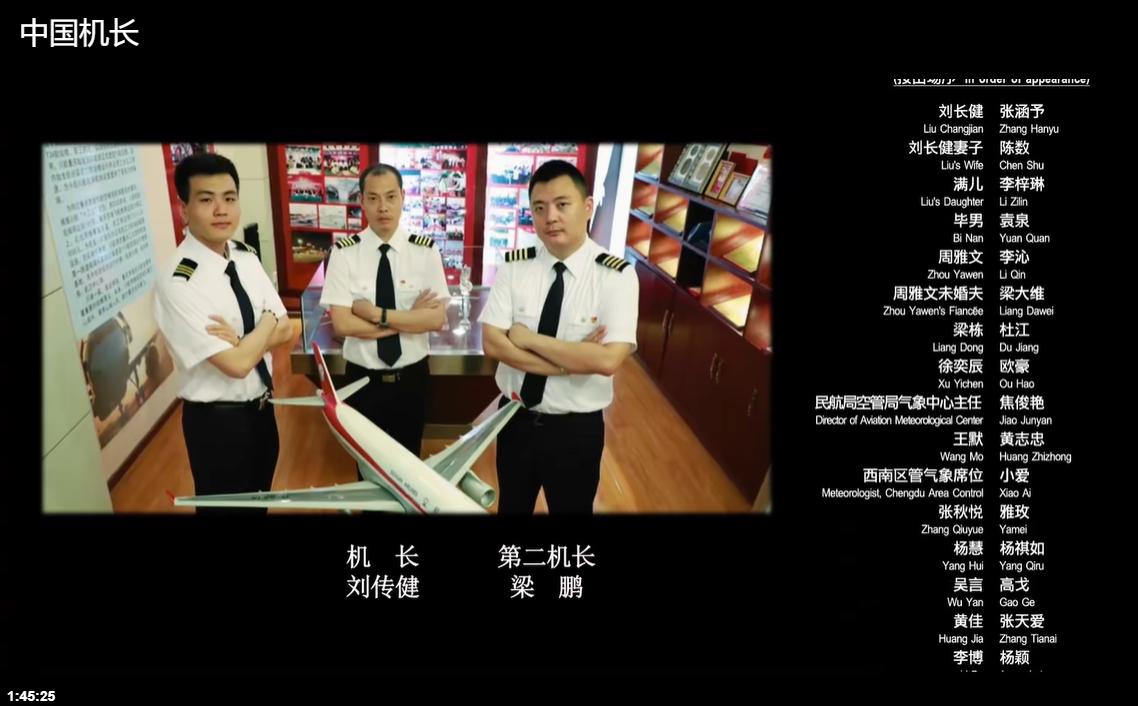 中国机长
in order of appearance)
刘长健 张涵予
Liu Changjian Zhang Hanyu
刘长健妻子 陈数
Liu's Wife Chen Shu
满儿 李梓琳
Liu's Daughter Li Zilin
毕男 袁泉
Bi Nan Yuan Quan
周雅文 李沁
Zhou Yawen Li Qin
周雅文未婚夫 梁大维
Zhou Yawen's Fiancée Liang Dawei
梁栋 杜江
Liang Dong Du Jiang
徐奕辰 欧豪
Xu Yichen Ou Hao
民航局空管局气象中心主任 焦俊艳
Director of Aviation Meteorological Center Jiao Junyan
王默 黄志忠
Wang Mo Huang Zhizhong
西南区管气象席位 小爱
Meteorologist, Chengdu Area Control Xiao Ai
张秋悦 雅玫
Zhang Qiuyue Yamei
杨慧 杨祺如
Yang Hui Yang Qiru
吴言 高戈
Wu Yan Gao Ge
黄佳 张天爱
Huang Jia Zhang Tianai
李博 杨颖
机 长 第二机长
刘传健 梁 鹏
1:45:25